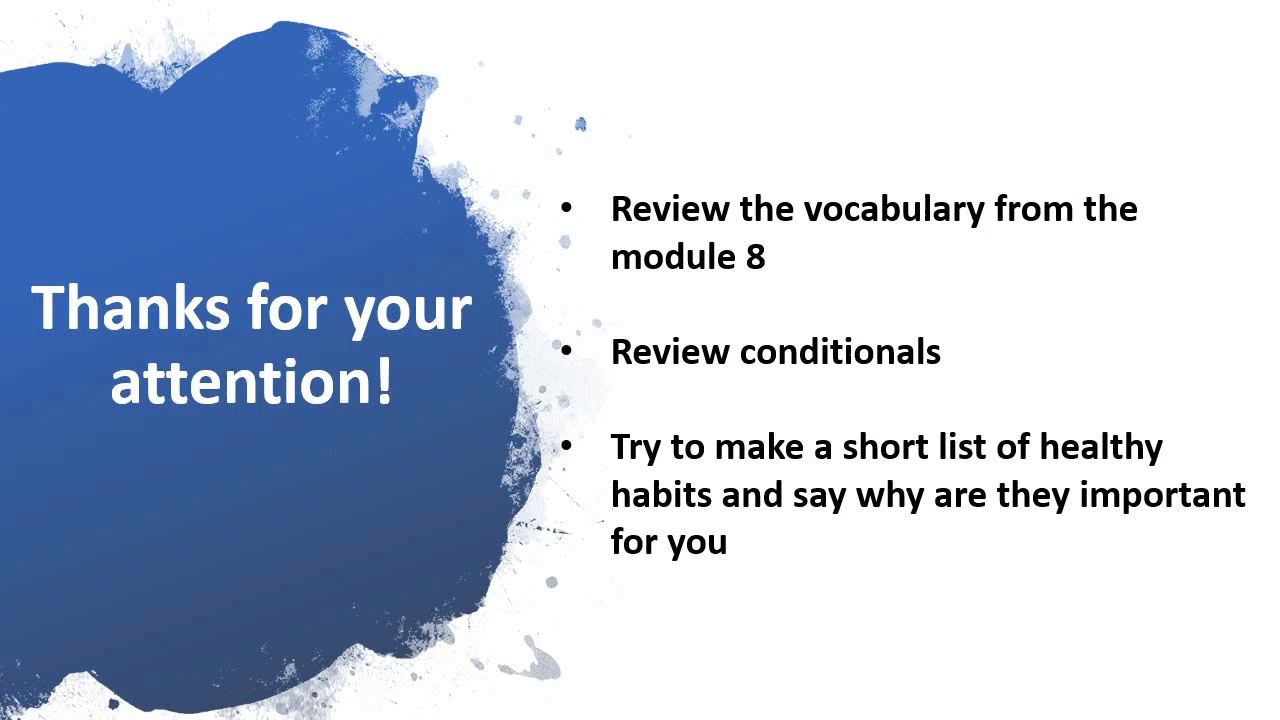 Thanks for your
attention!
• Review the vocabulary from the
module 8
• Review conditionals
• Try to make a short list of healthy
habits and say why are they important
for you